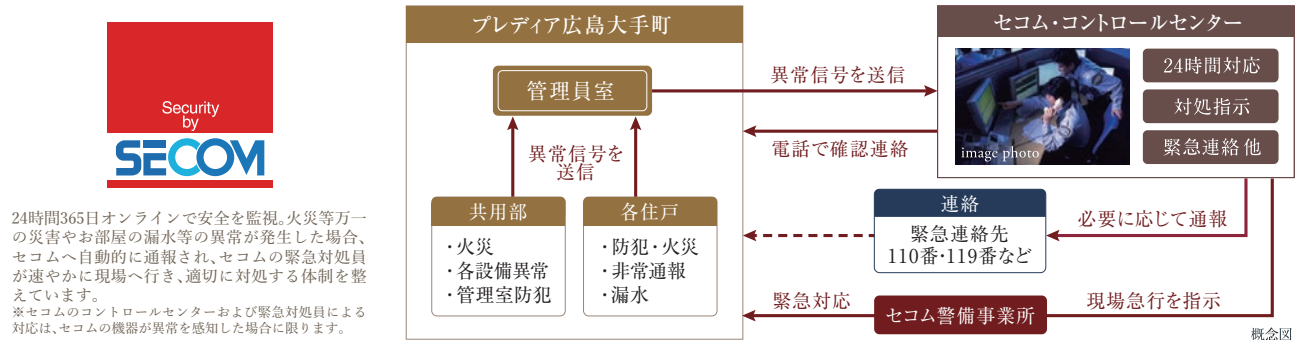 Security
by
SECOM
24時間365日オンラインで安全を監視。火災等万一
の災害やお部屋の漏水等の異常が発生した場合、
セコムへ自動的に通報され、セコムの緊急対処員
が速やかに現場へ行き、適切に対処する体制を整
えています。
※セコムのコントロールセンターおよび緊急対処員による
対応は、セコムの機器が異常を感知した場合に限ります。
プレディア広島大手町
管理員室
異常信号を
送信
共用部
・火災
・各設備異常
・管理室防犯
各住戸
・防犯・火災
・非常通報
・漏水
異常信号を送信
電話で確認連絡
セコム・コントロールセンター
image photo
24時間対応
対処指示
緊急連絡 他
連絡
緊急連絡先
110番・119番など
必要に応じて通報
緊急対応
セコム警備事業所
現場急行を指示
概念図